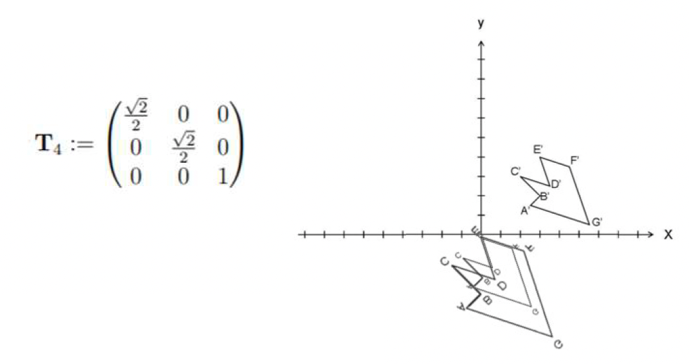 y
T₄ := (√2/2 0 0
0 √2/2 0
0 0 1)
E'
F'
C'
D'
B'
A'
G'
X
E
F
F
C
C
D
D
B
B
A
G
G